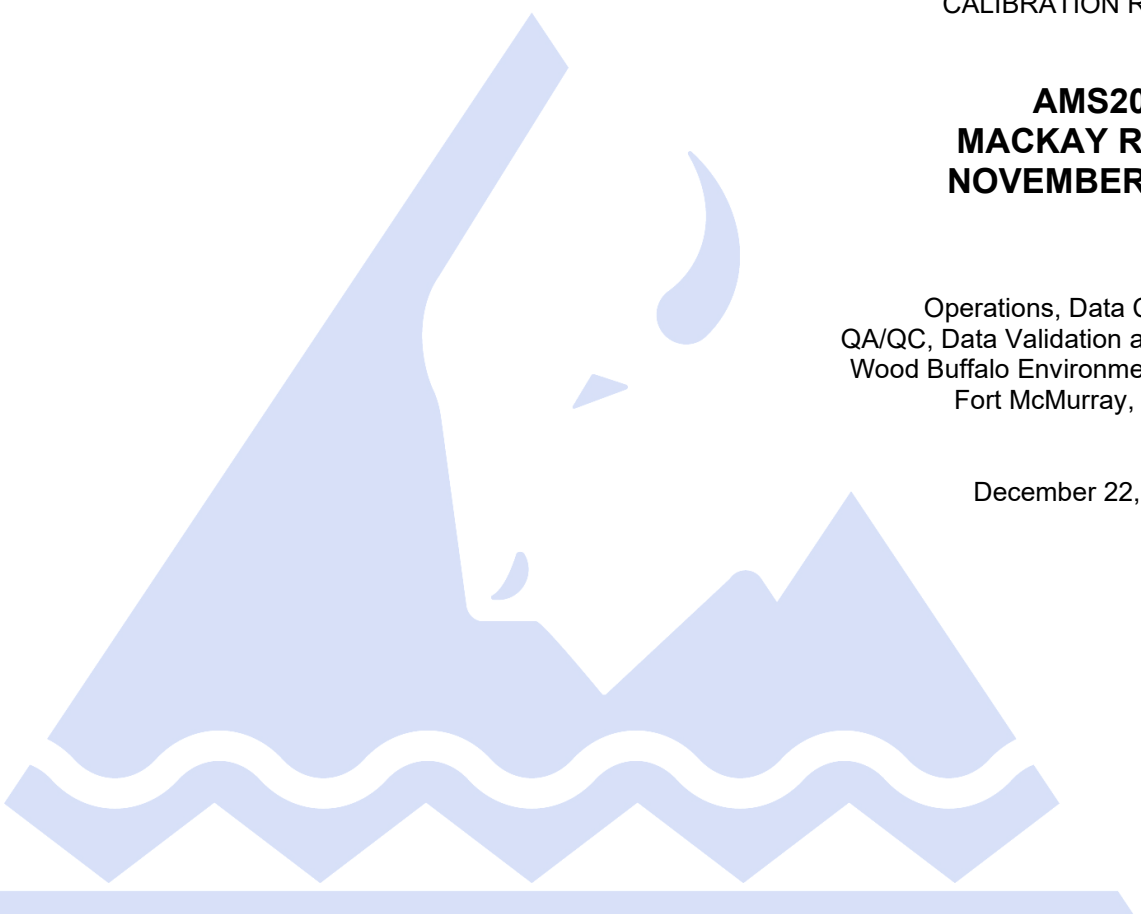 CALIBRATION R
AMS20
MACKAY R
NOVEMBER
Operations, Data
QA/QC, Data Validation a
Wood Buffalo Environme
Fort McMurray,
December 22,